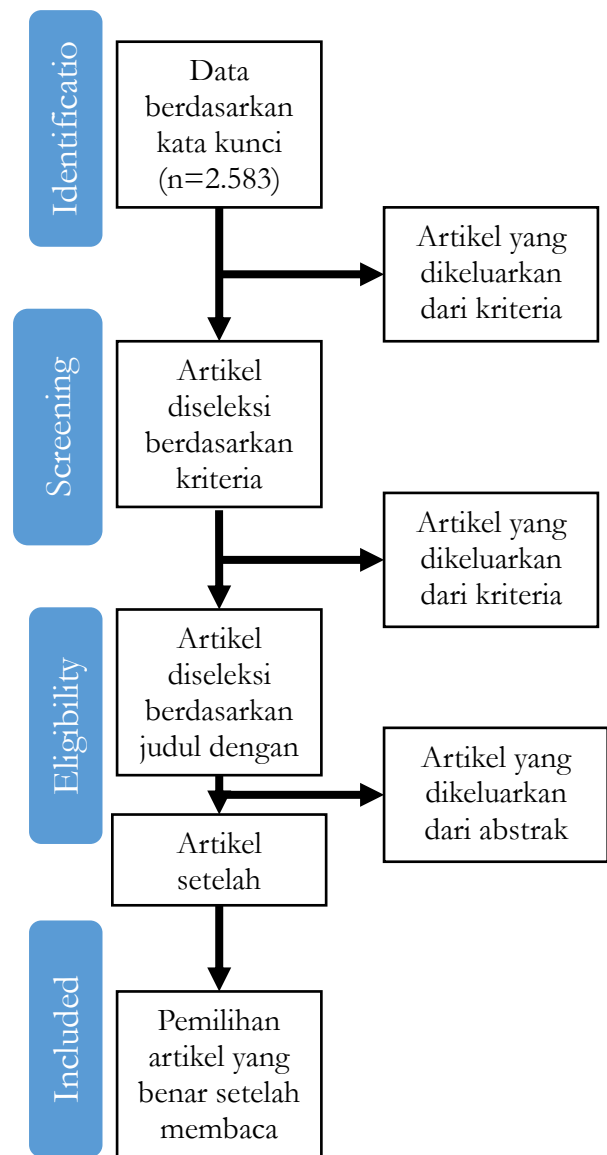 Identificatio
Data
berdasarkan
kata kunci
(n=2.583)
Artikel yang
dikeluarkan
dari kriteria
Screening
Artikel
diseleksi
berdasarkan
kriteria
Artikel yang
dikeluarkan
dari kriteria
Eligibility
Artikel
diseleksi
berdasarkan
judul dengan
Artikel yang
dikeluarkan
dari abstrak
Artikel
setelah
Included
Pemilihan
artikel yang
benar setelah
membaca